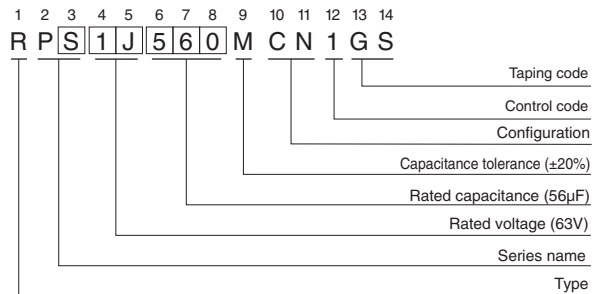 1 2 3 4 5 6 7 8 9 10 11 12 13 14
R P S 1 J 5 6 0 M C N 1 G S
Taping code
Control code
Configuration
Capacitance tolerance (±20%)
Rated capacitance (56µF)
Rated voltage (63V)
Series name
Type